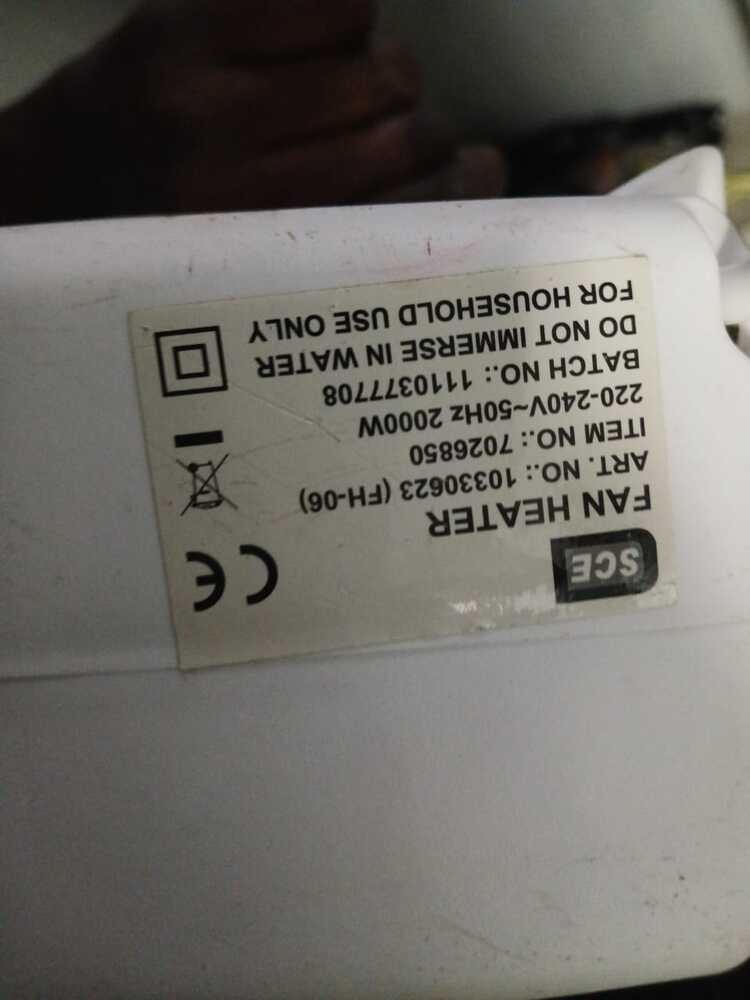 SCE
FAN HEATER
ART. NO.: 10330623 (FH-06)
ITEM NO.: 7026850
220-240V~50Hz 2000W
BATCH NO.: 1110377708
DO NOT IMMERSE IN WATER
FOR HOUSEHOLD USE ONLY
CE